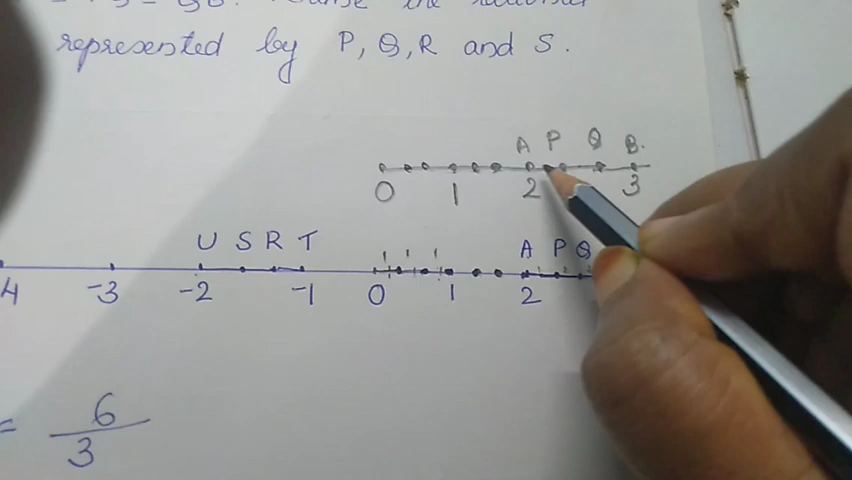 represented by P, Q, R and S.
A P Q B.
0 1 2 3
U S R T A P Q
-4 -3 -2 -1 0 1 2
= 6
3